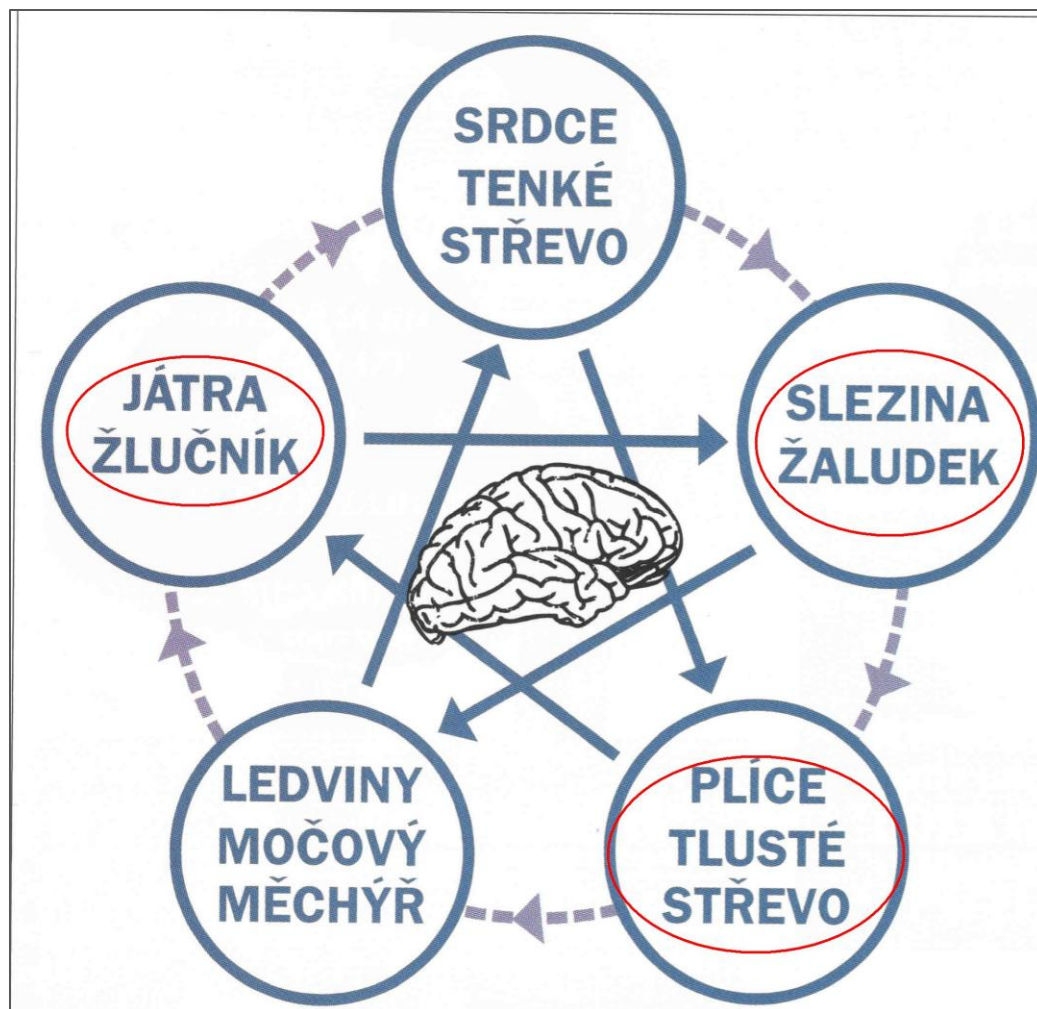 SRDCE
TENKÉ
STŘEVO
JÁTRA
ŽLUČNÍK
SLEZINA
ŽALUDEK
LEDVINY
MOČOVÝ
MĚCHÝŘ
PLÍCE
TLUSTÉ
STŘEVO